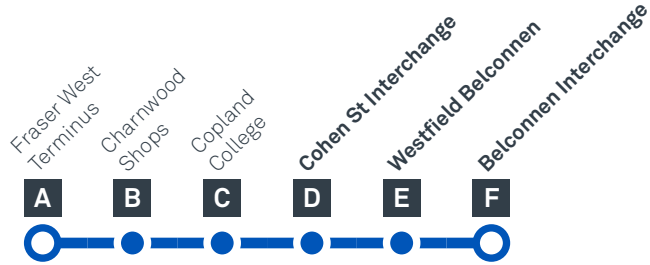 Fraser West
Terminus
Charnwood
Shops
Copland
College
Cohen St Interchange
Westfield Belconnen
Belconnen Interchange
A
B
C
D
E
F